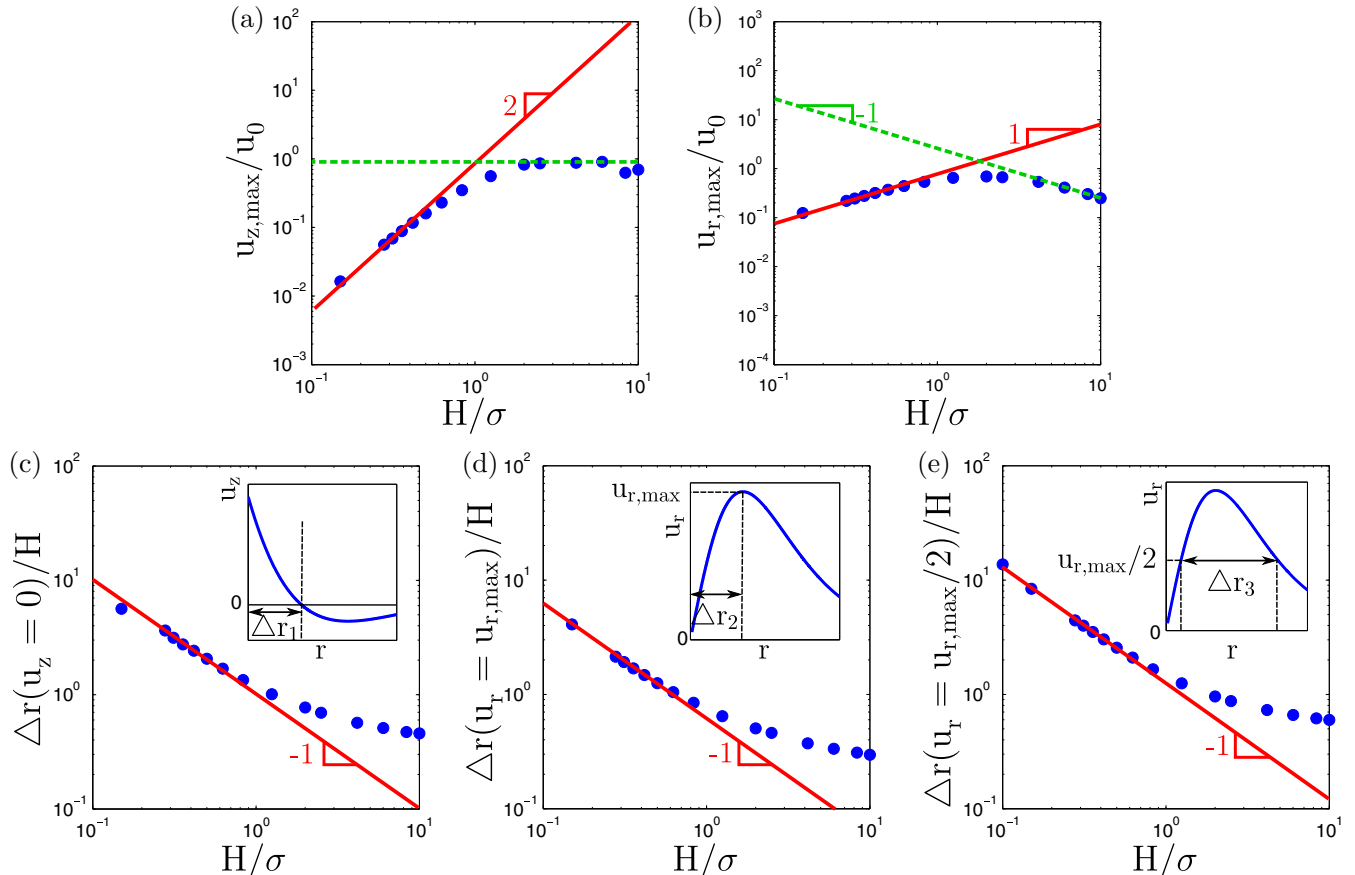 (a)
u_z,max/u_0
10^2
10^1
10^0
10^-1
10^-2
10^-3
2
10^-1
10^0
10^1
H/σ
(b)
u_r,max/u_0
10^3
10^2
10^1
10^0
10^-1
10^-2
10^-3
10^-4
-1
1
10^-1
10^0
10^1
H/σ
(c)
△r(u_z = 0)/H
10^2
10^1
10^0
10^-1
u_z
0
△r_1
r
-1
10^-1
10^0
10^1
H/σ
(d)
△r(u_r = u_r,max)/H
10^2
10^1
10^0
10^-1
u_r,max
u_r
△r_2
0
r
-1
10^-1
10^0
10^1
H/σ
(e)
△r(u_r = u_r,max/2)/H
10^2
10^1
10^0
10^-1
u_r
u_r,max/2
△r_3
0
r
-1
10^-1
10^0
10^1
H/σ